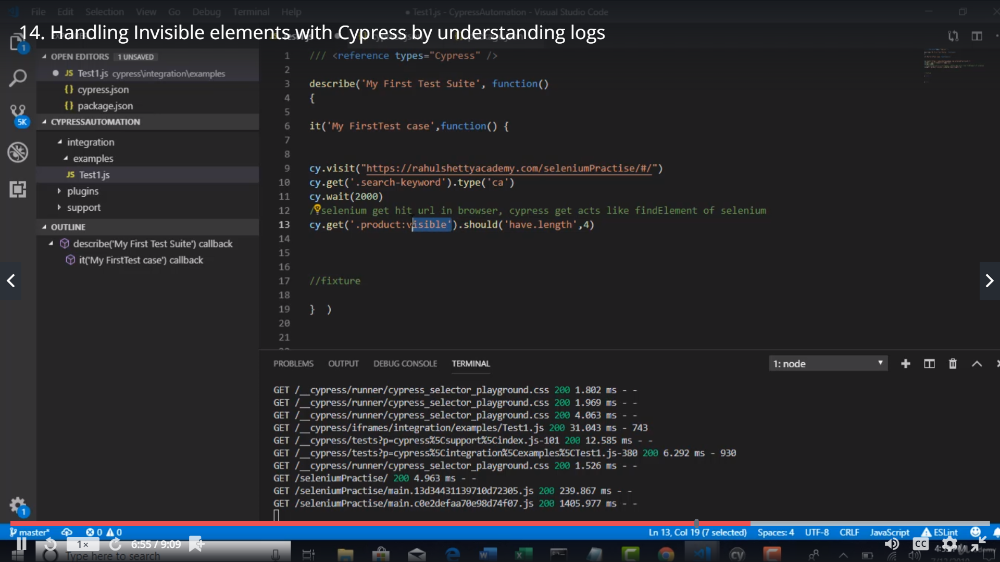 File Edit Selection View Go Debug Terminal Help
● Test1.js - CypressAutomation - Visual Studio Code
14. Handling Invisible elements with Cypress by understanding logs
1
OPEN EDITORS 1 UNSAVED
JS Test1.js cypress\integration\examples
{} cypress.json
{} package.json
5K
CYPRESSAUTOMATION
integration
examples
JS Test1.js
plugins
support
OUTLINE
describe('My First Test Suite') callback
it('My FirstTest case') callback
1 /// <reference types="Cypress" />
2
3 describe('My First Test Suite', function()
4 {
5
6 it('My FirstTest case',function() {
7
8
9 cy.visit("https://rahulshettyacademy.com/seleniumPractise/#/")
10 cy.get('.search-keyword').type('ca')
11 cy.wait(2000)
12 /selenium get hit url in browser, cypress get acts like findElement of selenium
13 cy.get('.product:visible').should('have.length',4)
14
15
16
17 //fixture
18
19 } )
20
21
PROBLEMS OUTPUT DEBUG CONSOLE TERMINAL 1: node
GET /__cypress/runner/cypress_selector_playground.css 200 1.802 ms - -
GET /__cypress/runner/cypress_selector_playground.css 200 1.969 ms - -
GET /__cypress/runner/cypress_selector_playground.css 200 4.063 ms - -
GET /__cypress/iframes/integration/examples/Test1.js 200 31.043 ms - 743
GET /__cypress/tests?p=cypress%5Csupport%5Cindex.js-101 200 12.585 ms - -
GET /__cypress/tests?p=cypress%5Cintegration%5Cexamples%5CTest1.js-380 200 6.292 ms - 930
GET /__cypress/runner/cypress_selector_playground.css 200 1.526 ms - -
GET /seleniumPractise/ 200 4.963 ms - -
GET /seleniumPractise/main.13d34431139710d72305.js 200 239.867 ms - -
GET /seleniumPractise/main.c0e2defaa70e98d74f07.js 200 1405.977 ms - -
1
master* 0 0 Ln 13, Col 19 (7 selected) Spaces: 4 UTF-8 CRLF JavaScript ESLint
5 1× 5 6:55 / 9:09 CC
Type here to search cy